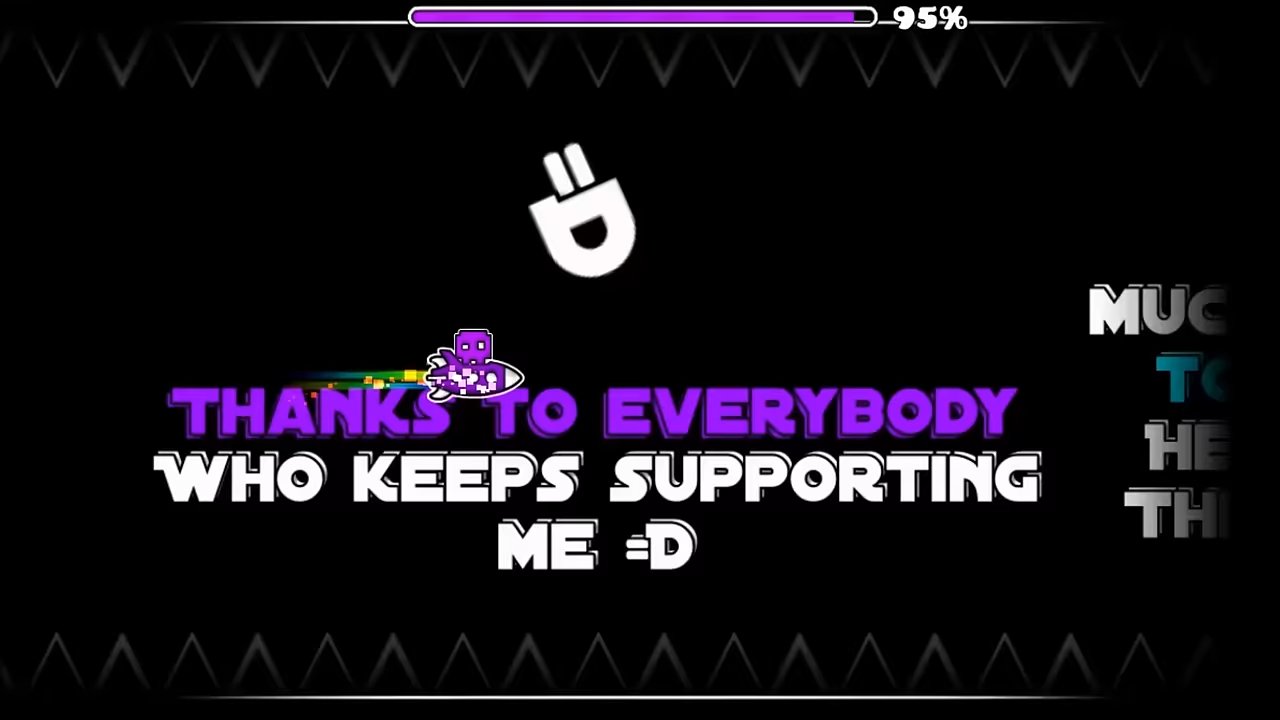 95%
=D
THANKS TO EVERYBODY
WHO KEEPS SUPPORTING
ME =D